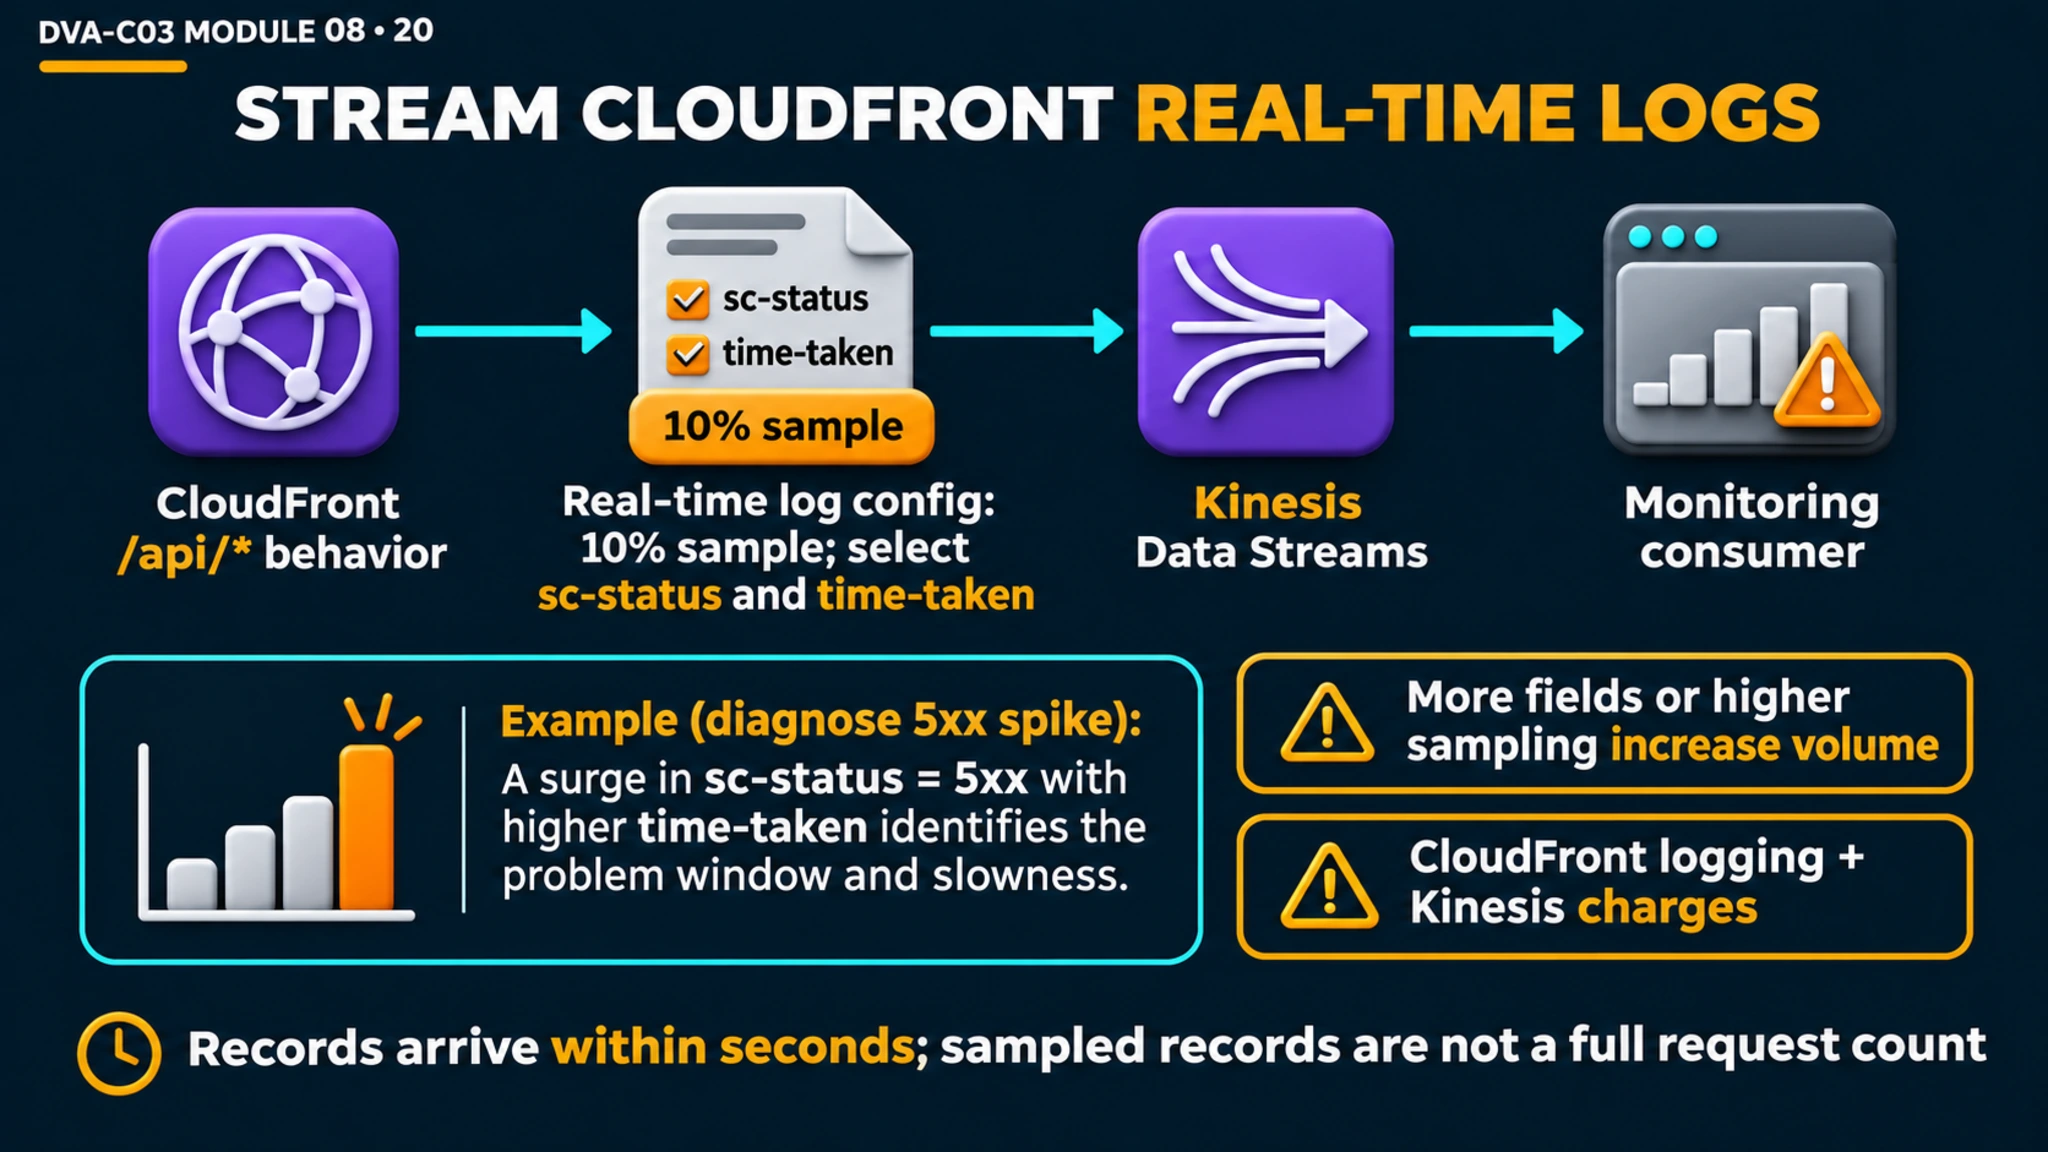 DVA-C03 MODULE 08 • 20
STREAM CLOUDFRONT REAL-TIME LOGS
sc-status
time-taken
10% sample
CloudFront
/api/* behavior
Real-time log config:
10% sample; select
sc-status and time-taken
Kinesis
Data Streams
Monitoring
consumer
Example (diagnose 5xx spike):
A surge in sc-status = 5xx with
higher time-taken identifies the
problem window and slowness.
More fields or higher
sampling increase volume
CloudFront logging +
Kinesis charges
Records arrive within seconds; sampled records are not a full request count